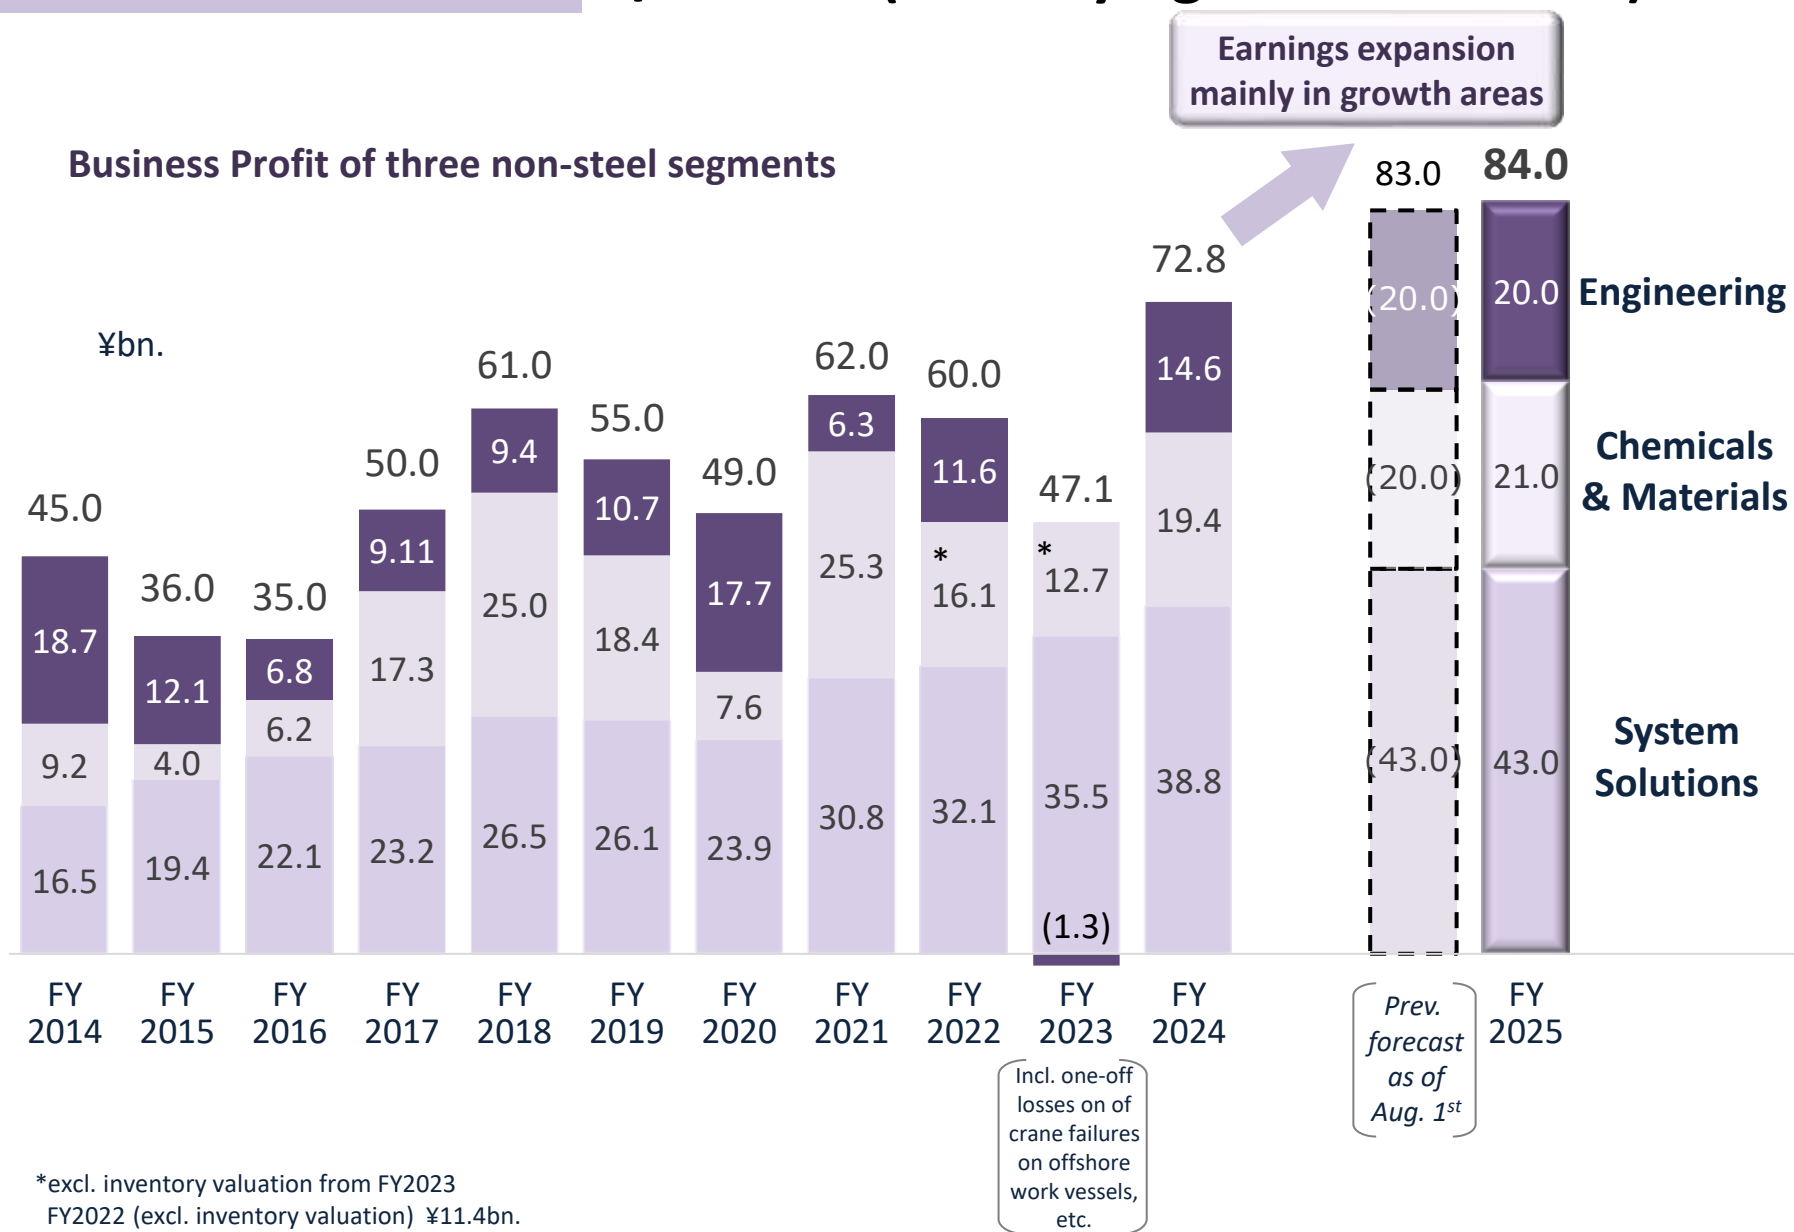 Earnings expansion
mainly in growth areas
Business Profit of three non-steel segments
¥bn.
45.0
18.7
9.2
16.5
36.0
12.1
4.0
19.4
35.0
6.8
6.2
22.1
50.0
9.11
17.3
23.2
61.0
9.4
25.0
26.5
55.0
10.7
18.4
26.1
49.0
17.7
7.6
23.9
62.0
6.3
25.3
30.8
60.0
11.6
*
16.1
32.1
47.1
*
12.7
35.5
(1.3)
72.8
14.6
19.4
38.8
83.0
(20.0)
(20.0)
(43.0)
84.0
20.0
21.0
43.0
Engineering
Chemicals
& Materials
System
Solutions
FY
2014
FY
2015
FY
2016
FY
2017
FY
2018
FY
2019
FY
2020
FY
2021
FY
2022
FY
2023
FY
2024
Prev.
forecast
as of
Aug. 1st
FY
2025
Incl. one-off
losses on of
crane failures
on offshore
work vessels,
etc.
*excl. inventory valuation from FY2023
FY2022 (excl. inventory valuation) ¥11.4bn.